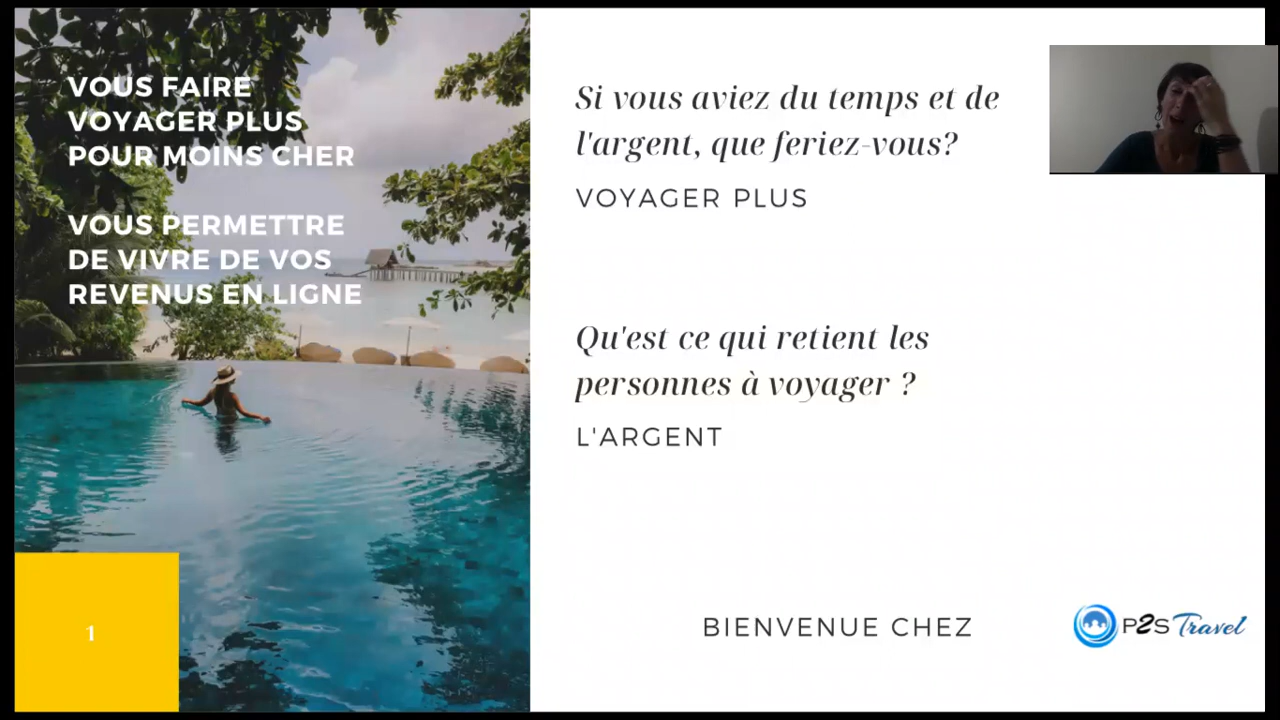 VOUS FAIRE
VOYAGER PLUS
POUR MOINS CHER
VOUS PERMETTRE
DE VIVRE DE VOS
REVENUS EN LIGNE
1
Si vous aviez du temps et de
l'argent, que feriez-vous?
VOYAGER PLUS
Qu'est ce qui retient les
personnes à voyager ?
L'ARGENT
BIENVENUE CHEZ
P2S Travel